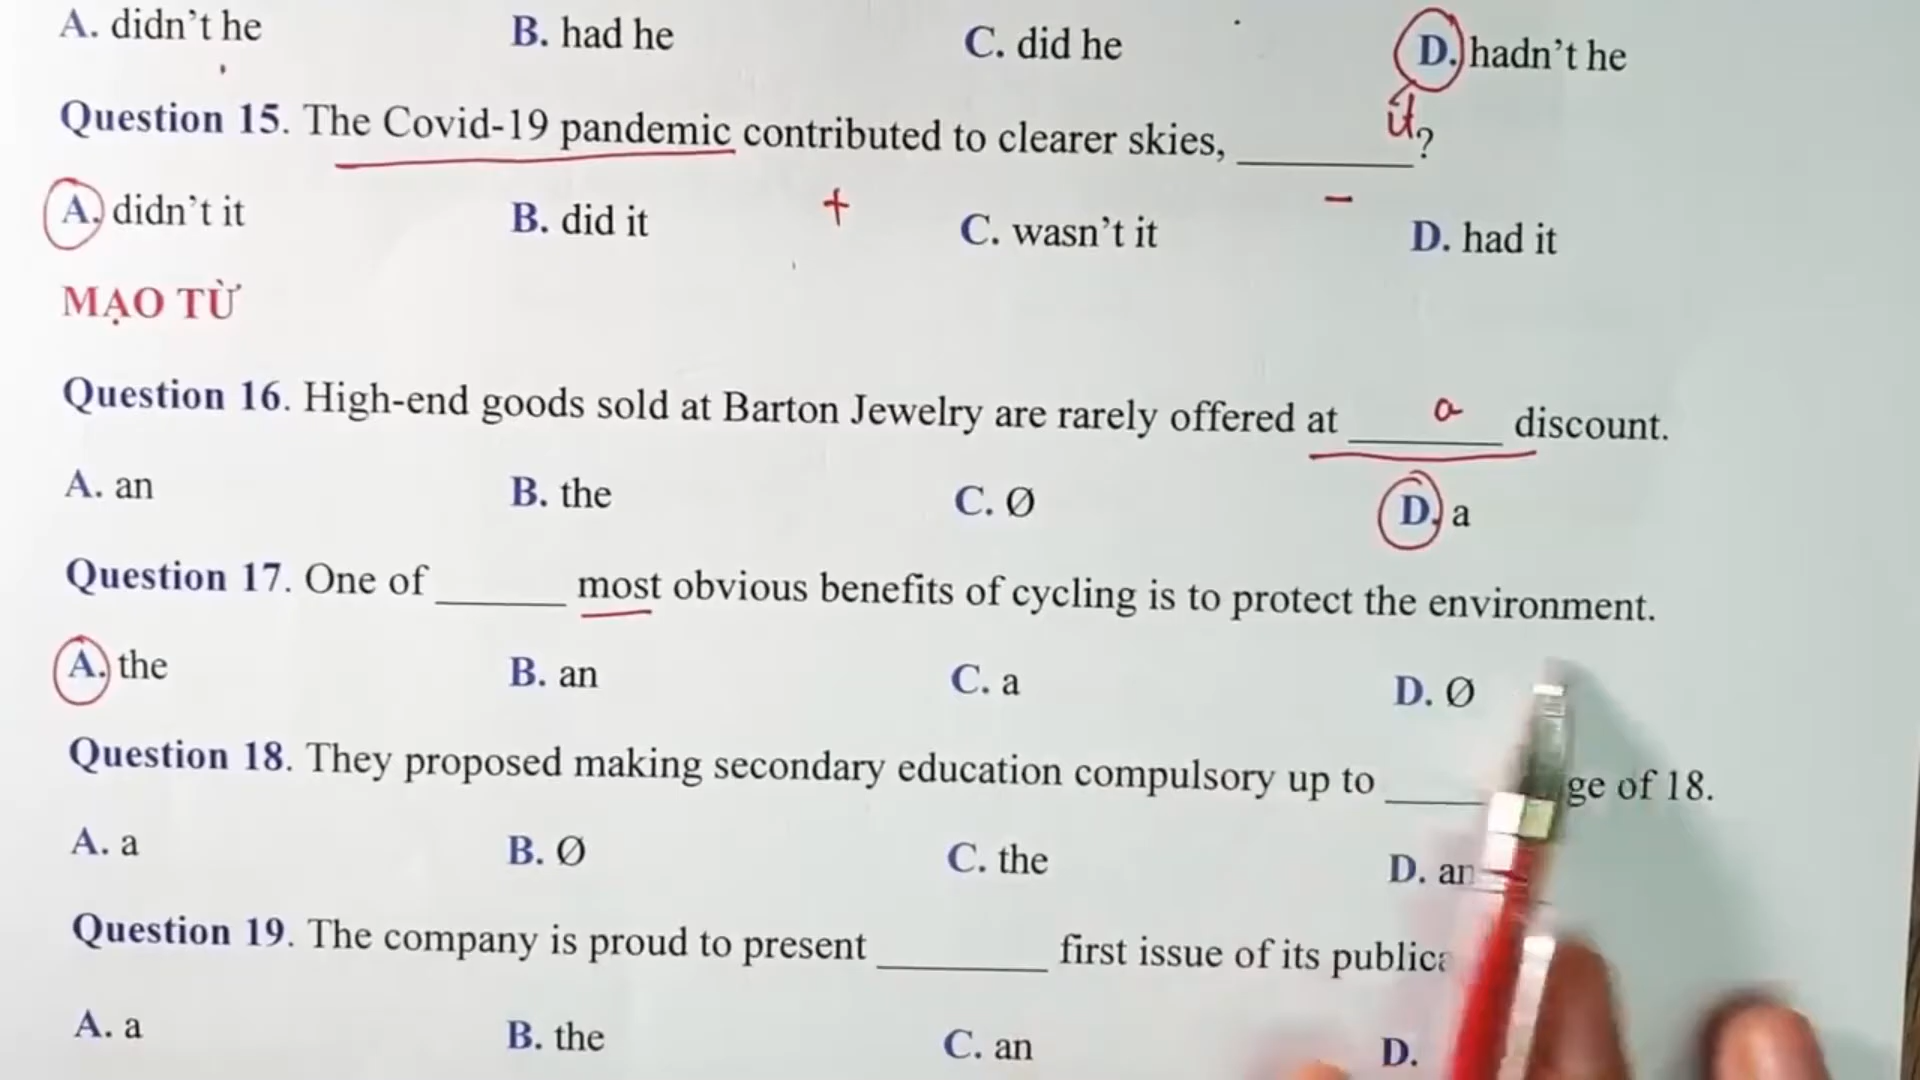 A. didn't he B. had he C. did he D. hadn't he
it
Question 15. The Covid-19 pandemic contributed to clearer skies, ________?
+ -
A. didn't it B. did it C. wasn't it D. had it
MẠO TỪ
a
Question 16. High-end goods sold at Barton Jewelry are rarely offered at _______ discount.
A. an B. the C. Ø D. a
Question 17. One of ______ most obvious benefits of cycling is to protect the environment.
A. the B. an C. a D. Ø
Question 18. They proposed making secondary education compulsory up to _____ge of 18.
A. a B. Ø C. the D. an
Question 19. The company is proud to present ________ first issue of its
A. a B. the C. an D.